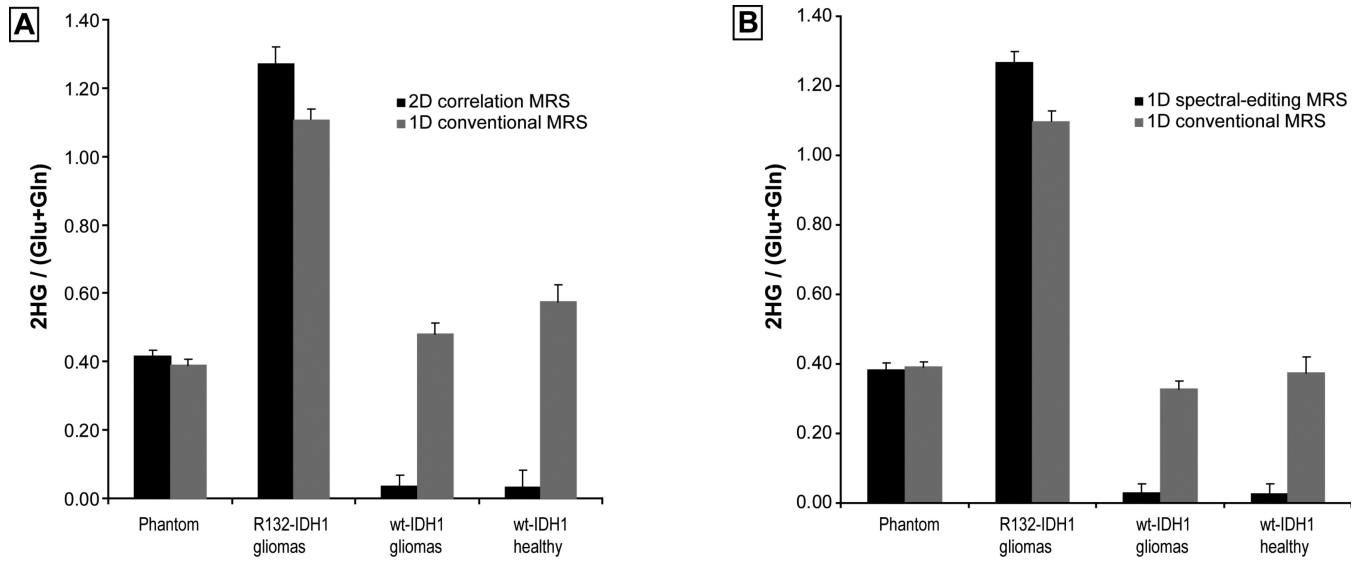 A
2HG / (Glu+Gln)
1.40
1.20
1.00
0.80
0.60
0.40
0.20
0.00
2D correlation MRS
1D conventional MRS
Phantom
R132-IDH1
gliomas
wt-IDH1
gliomas
wt-IDH1
healthy
B
2HG / (Glu+Gln)
1.40
1.20
1.00
0.80
0.60
0.40
0.20
0.00
1D spectral-editing MRS
1D conventional MRS
Phantom
R132-IDH1
gliomas
wt-IDH1
gliomas
wt-IDH1
healthy